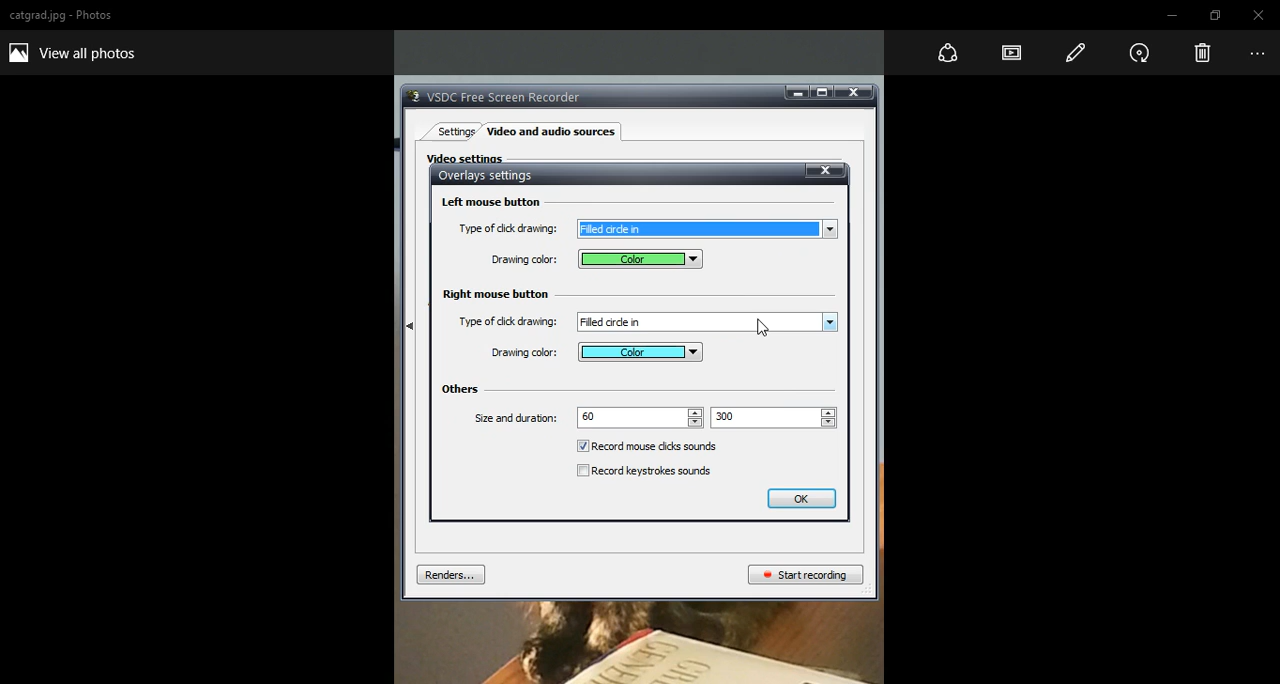 catgrad.jpg - Photos
View all photos
VSDC Free Screen Recorder
Settings Video and audio sources
Video settings
Overlays settings
Left mouse button
Type of click drawing: Filled circle in
Drawing color: Color
Right mouse button
Type of click drawing: Filled circle in
Drawing color: Color
Others
Size and duration: 60 300
Record mouse clicks sounds
Record keystrokes sounds
OK
Renders... Start recording